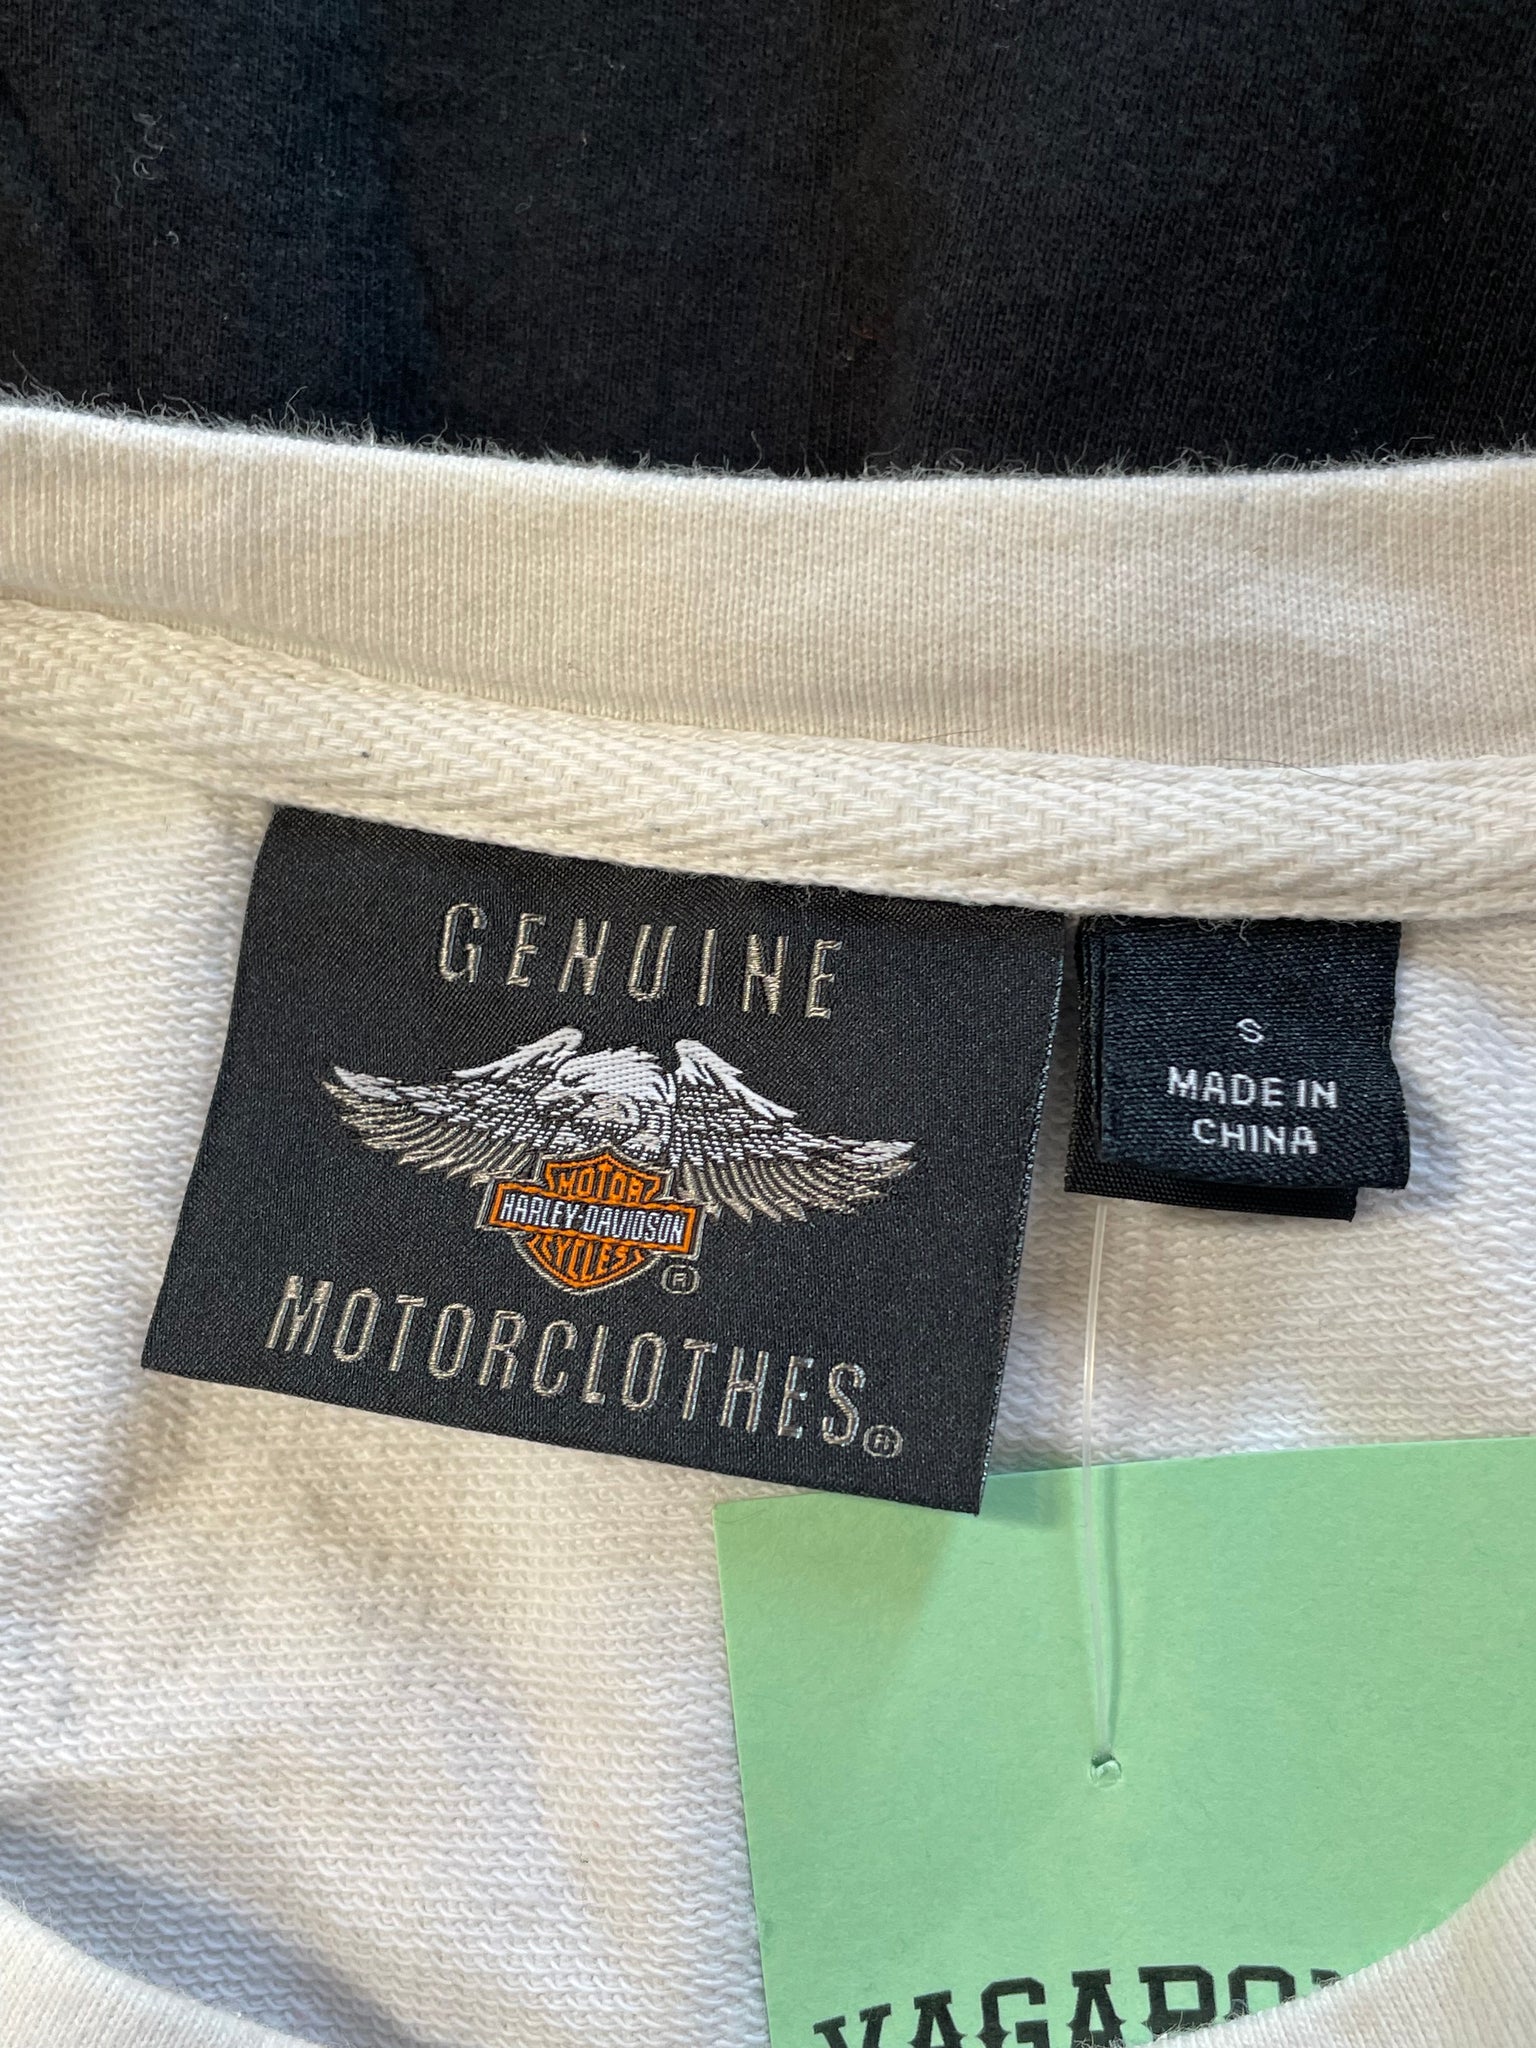 GENUINE
MOTOR
HARLEY-DAVIDSON
CYCLES
®
MOTORCLOTHES®
S
MADE IN
CHINA